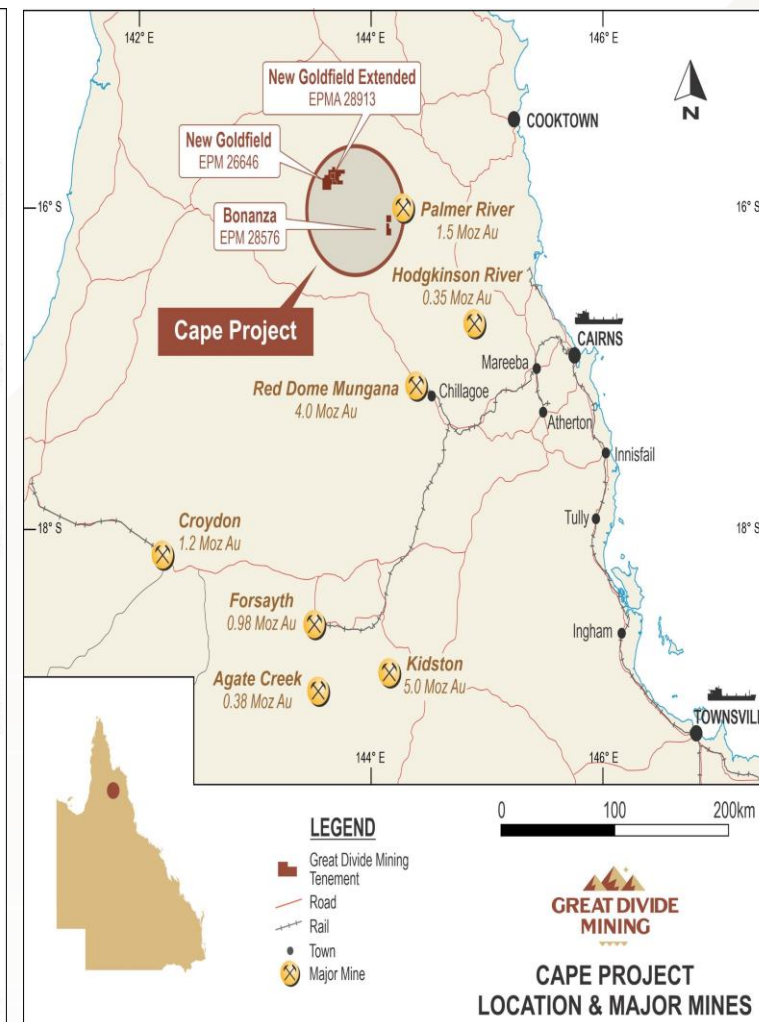 142° E
144° E
146° E
New Goldfield Extended
EPMA 28913
N
COOKTOWN
New Goldfield
EPM 26646
16° S
16° S
Palmer River
1.5 Moz Au
Bonanza
EPM 28576
Hodgkinson River
0.35 Moz Au
Cape Project
CAIRNS
Mareeba
Red Dome Mungana
4.0 Moz Au
Chillagoe
Atherton
Innisfail
18° S
18° S
Croydon
1.2 Moz Au
Tully
Forsayth
0.98 Moz Au
Ingham
Kidston
5.0 Moz Au
Agate Creek
0.38 Moz Au
TOWNSVILL
144° E
146° E
0 100 200km
LEGEND
Great Divide Mining
Tenement
Road
Rail
Town
Major Mine
GREAT DIVIDE
MINING
CAPE PROJECT
LOCATION & MAJOR MINES